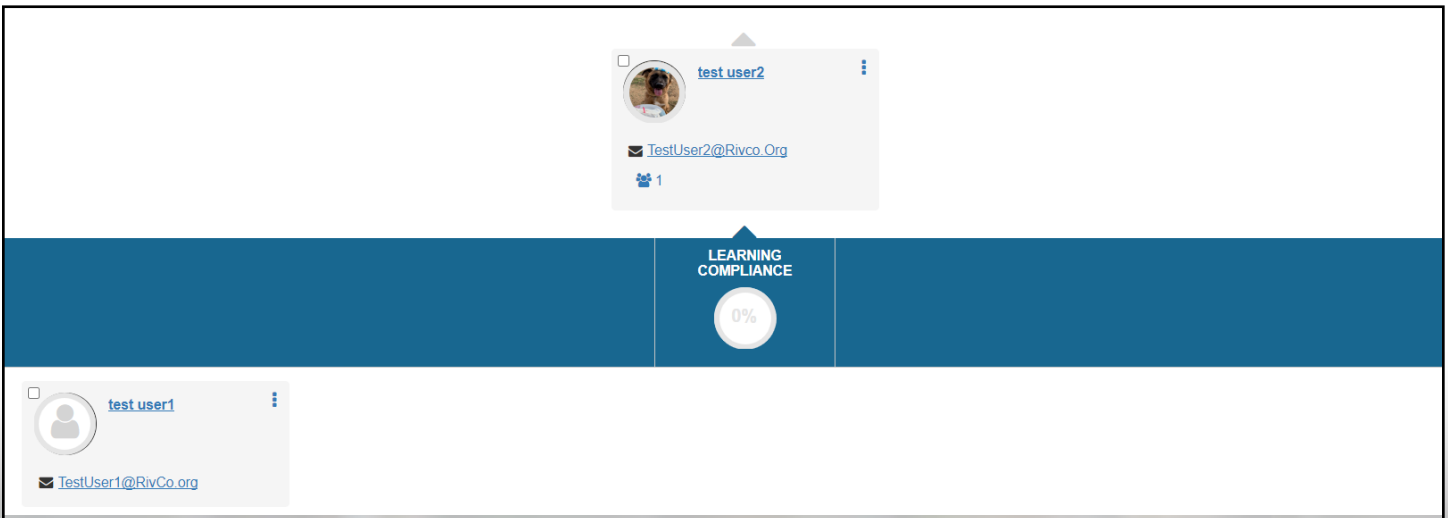 test user2
TestUser2@Rivco.Org
1
LEARNING
COMPLIANCE
0%
test user1
TestUser1@RivCo.org